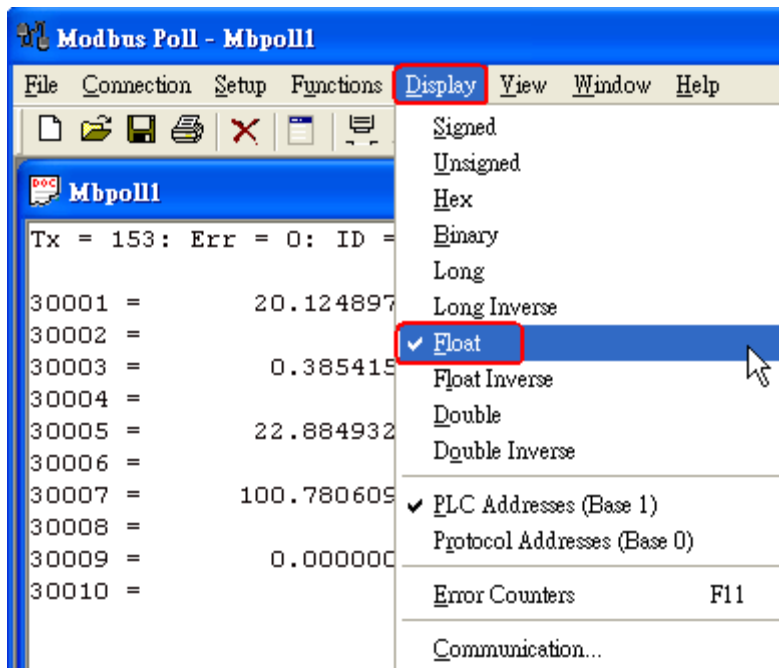 Modbus Poll - Mbpoll1
File Connection Setup Functions Display View Window Help
DOC
Mbpoll1
Tx = 153: Err = 0: ID =
30001 = 20.124897
30002 =
30003 = 0.385415
30004 =
30005 = 22.884932
30006 =
30007 = 100.780609
30008 =
30009 = 0.000000
30010 =
Signed
Unsigned
Hex
Binary
Long
Long Inverse
Float
Float Inverse
Double
Double Inverse
PLC Addresses (Base 1)
Protocol Addresses (Base 0)
Error Counters F11
Communication...